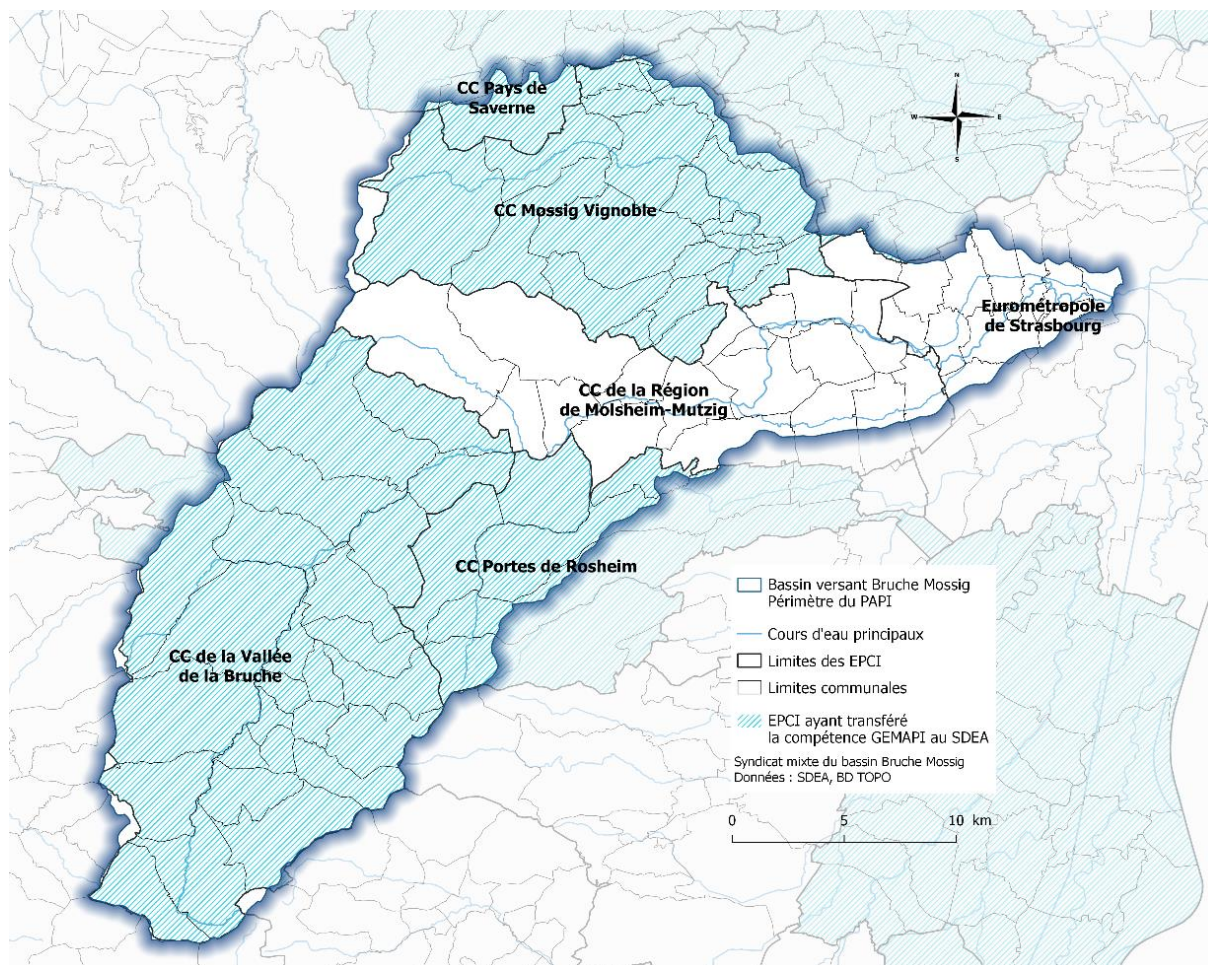 CC Pays de
Saverne
N
W
E
S
CC Mossig Vignoble
Eurométropole
de Strasbourg
CC de la Région
de Molsheim-Mutzig
CC Portes de Rosheim
CC de la Vallée
de la Bruche
Bassin versant Bruche Mossig
Périmètre du PAPI
Cours d'eau principaux
Limites des EPCI
Limites communales
EPCI ayant transféré
la compétence GEMAPI au SDEA
Syndicat mixte du bassin Bruche Mossig
Données : SDEA, BD TOPO
0 5 10 km